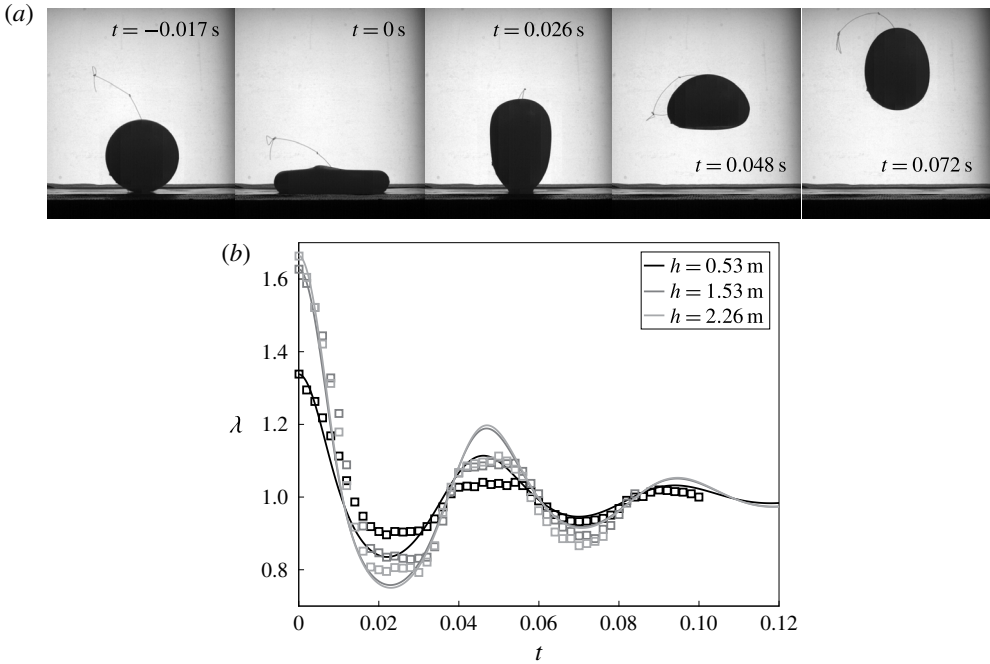 (a)
t = −0.017 s
t = 0 s
t = 0.026 s
t = 0.048 s
t = 0.072 s
(b)
h = 0.53 m
h = 1.53 m
h = 2.26 m
1.6
1.4
1.2
1.0
0.8
λ
0
0.02
0.04
0.06
0.08
0.10
0.12
t